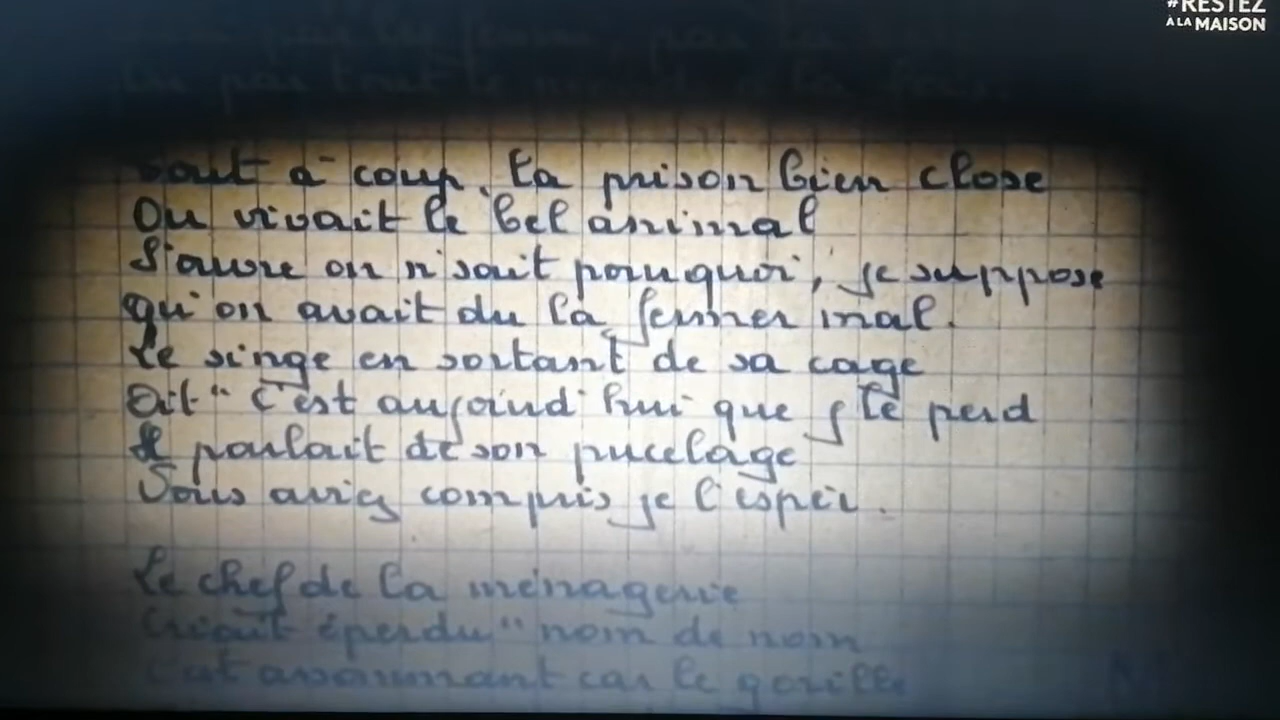 #RESTEZ
À LA MAISON
tout à coup, la prison bien close
Ou vivait le bel animal
S'ouvre on n'sait pourquoi, je suppose
qu'on avait du la fermer mal.
Le singe en sortant de sa cage
Dit "C'est aujourd'hui que j'le perd
Il parlait de son pucelage
Vous aviez compris je l'espèr.
Le chef de la ménagerie
Criait éperdu "nom de nom
C'est assommant car le gorille